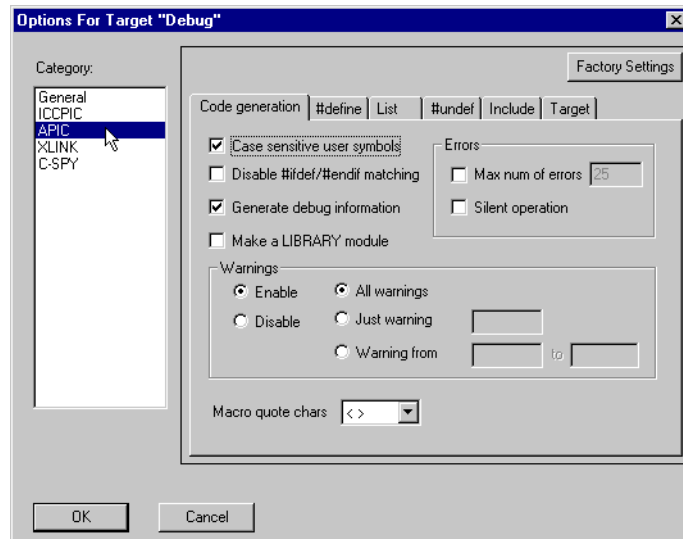 Options For Target "Debug"
Category:
Factory Settings
General
ICCPIC
APIC
XLINK
C-SPY
Code generation #define List #undef Include Target
Case sensitive user symbols
Disable #ifdef/#endif matching
Generate debug information
Make a LIBRARY module
Errors
Max num of errors 25
Silent operation
Warnings
Enable
Disable
All warnings
Just warning
Warning from to
Macro quote chars < >
OK Cancel